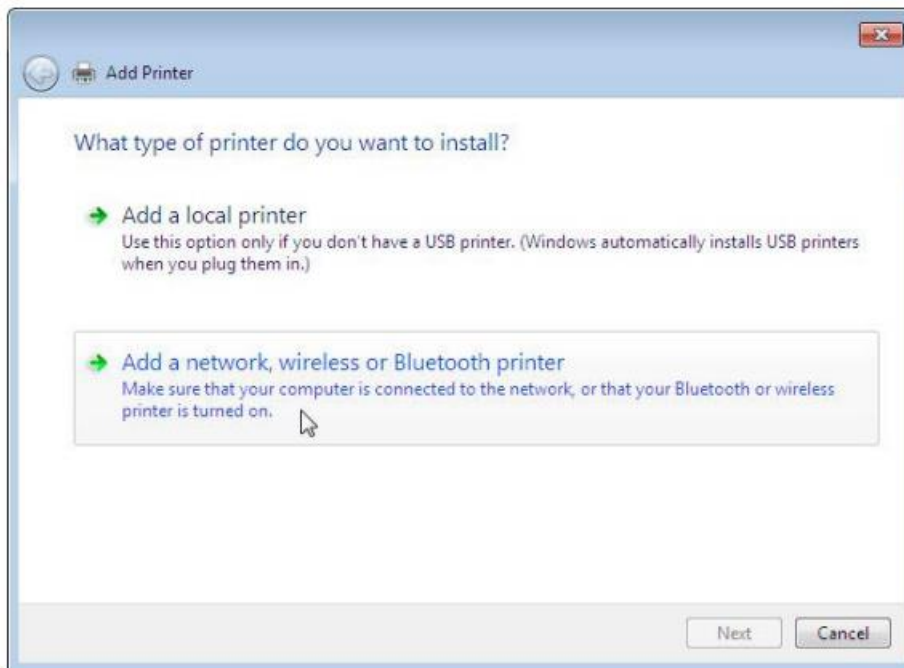 Add Printer
What type of printer do you want to install?
Add a local printer
Use this option only if you don't have a USB printer. (Windows automatically installs USB printers
when you plug them in.)
Add a network, wireless or Bluetooth printer
Make sure that your computer is connected to the network, or that your Bluetooth or wireless
printer is turned on.
Next
Cancel